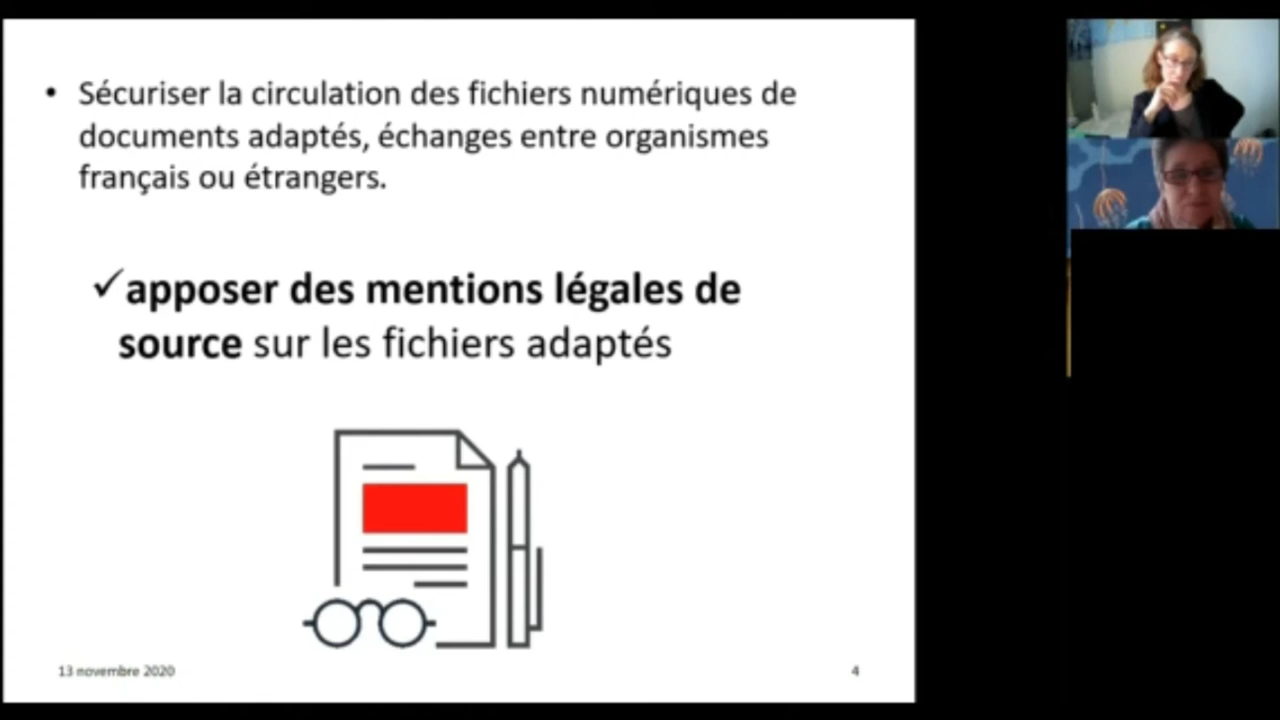 • Sécuriser la circulation des fichiers numériques de
documents adaptés, échanges entre organismes
français ou étrangers.
✓apposer des mentions légales de
source sur les fichiers adaptés
13 novembre 2020
4